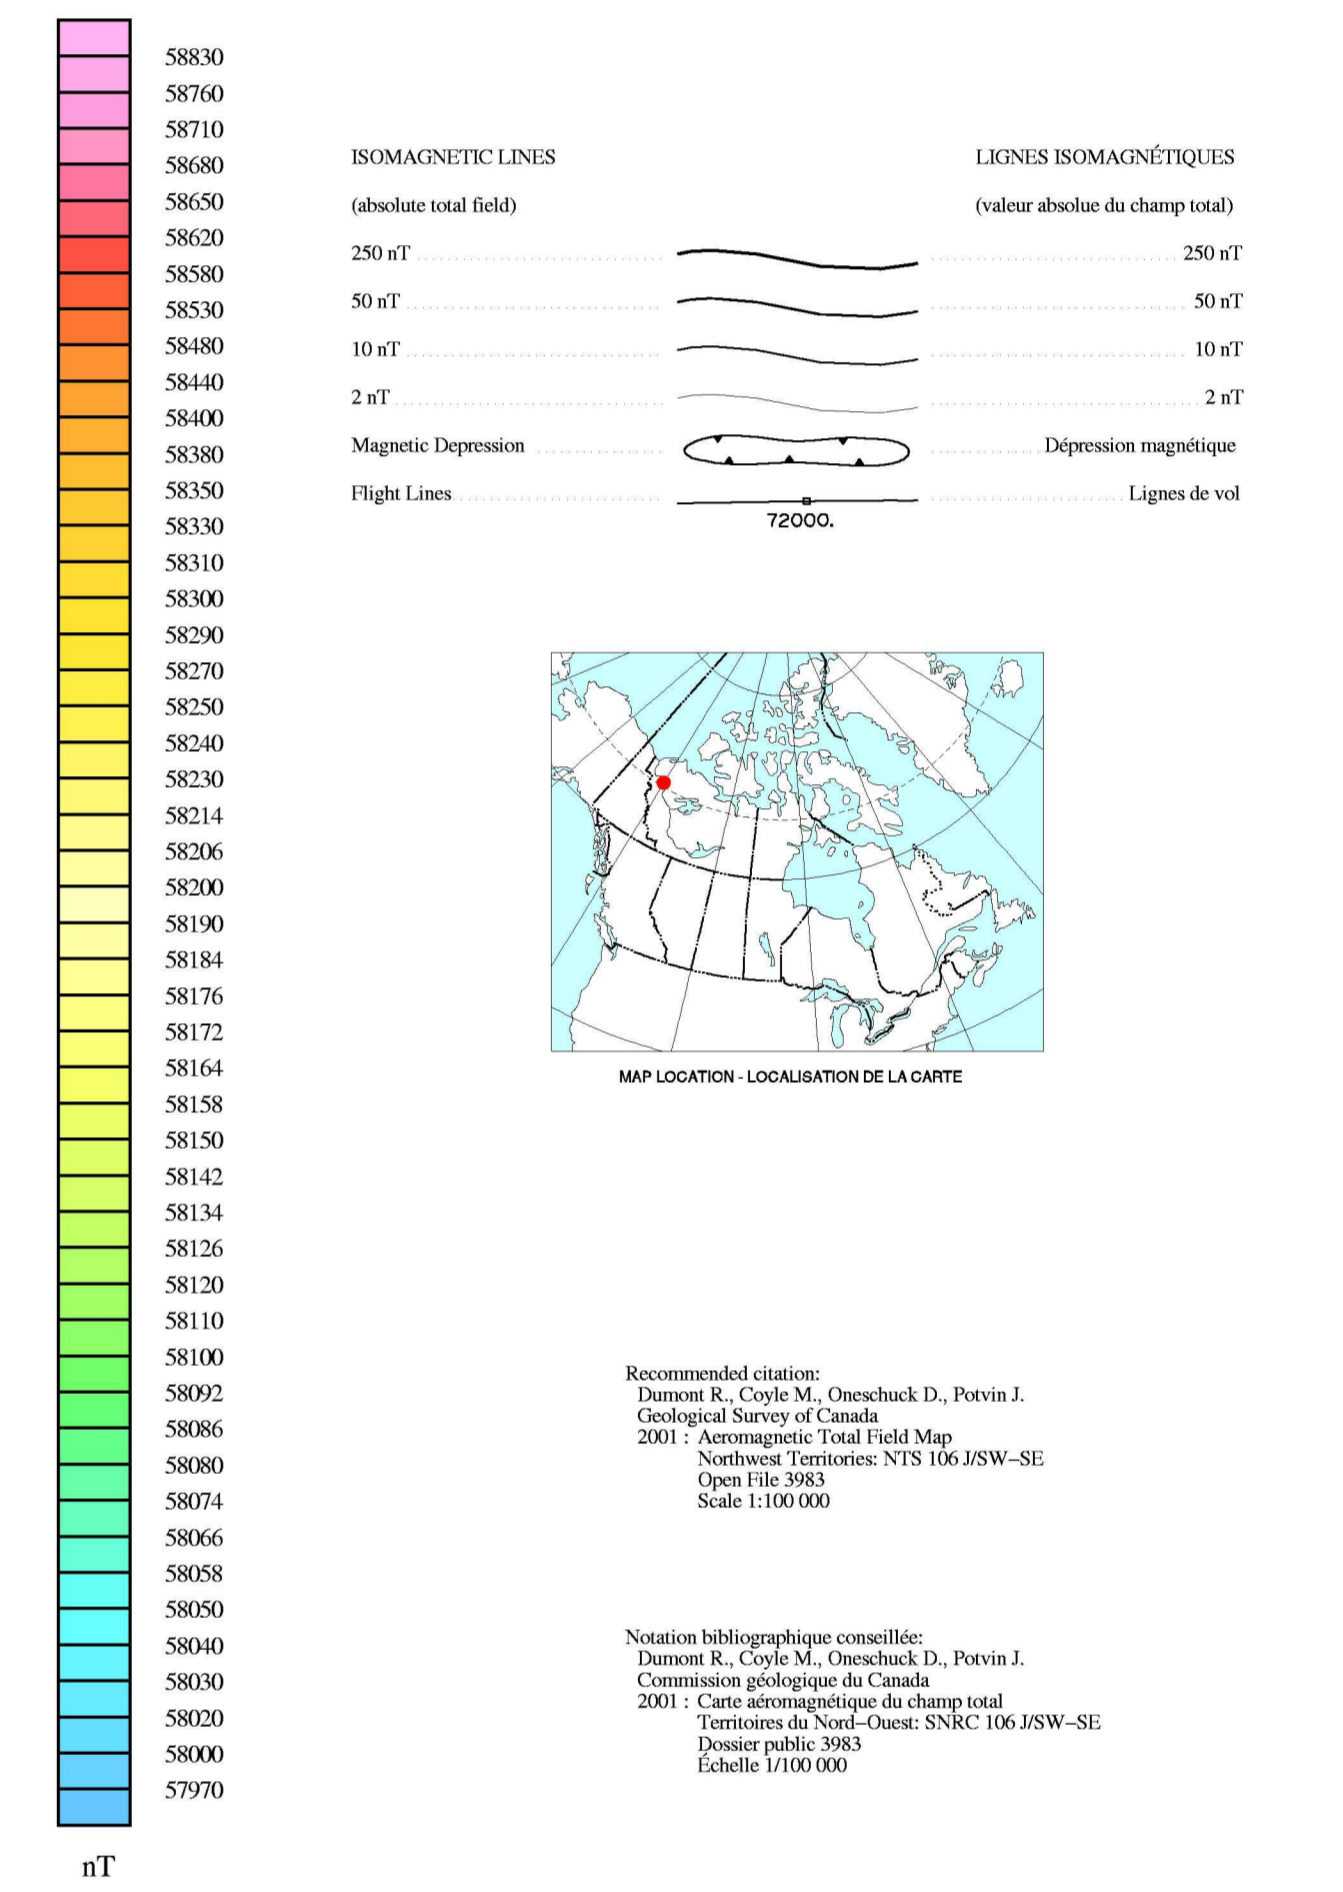 58830
58760
58710
58680
58650
58620
58580
58530
58480
58440
58400
58380
58350
58330
58310
58300
58290
58270
58250
58240
58230
58214
58206
58200
58190
58184
58176
58172
58164
58158
58150
58142
58134
58126
58120
58110
58100
58092
58086
58080
58074
58066
58058
58050
58040
58030
58020
58000
57970
nT
ISOMAGNETIC LINES LIGNES ISOMAGNÉTIQUES
(absolute total field) (valeur absolue du champ total)
250 nT 250 nT
50 nT 50 nT
10 nT 10 nT
2 nT 2 nT
Magnetic Depression Dépression magnétique
Flight Lines Lignes de vol
72000.
MAP LOCATION - LOCALISATION DE LA CARTE
Recommended citation:
Dumont R., Coyle M., Oneschuck D., Potvin J.
Geological Survey of Canada
2001 : Aeromagnetic Total Field Map
Northwest Territories: NTS 106 J/SW–SE
Open File 3983
Scale 1:100 000
Notation bibliographique conseillée:
Dumont R., Coyle M., Oneschuck D., Potvin J.
Commission géologique du Canada
2001 : Carte aéromagnétique du champ total
Territoires du Nord–Ouest: SNRC 106 J/SW–SE
Dossier public 3983
Échelle 1/100 000